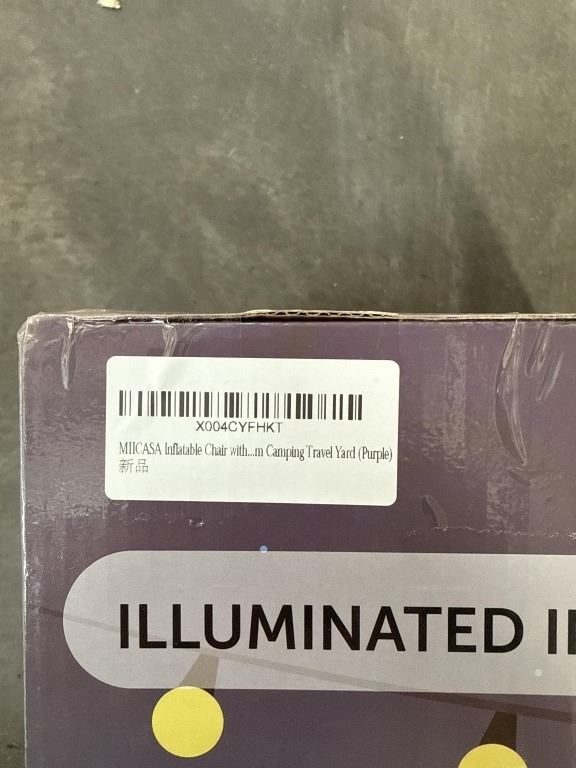 X004CYFHKT
MIICASA Inflatable Chair with...m Camping Travel Yard (Purple)
新品
ILLUMINATED